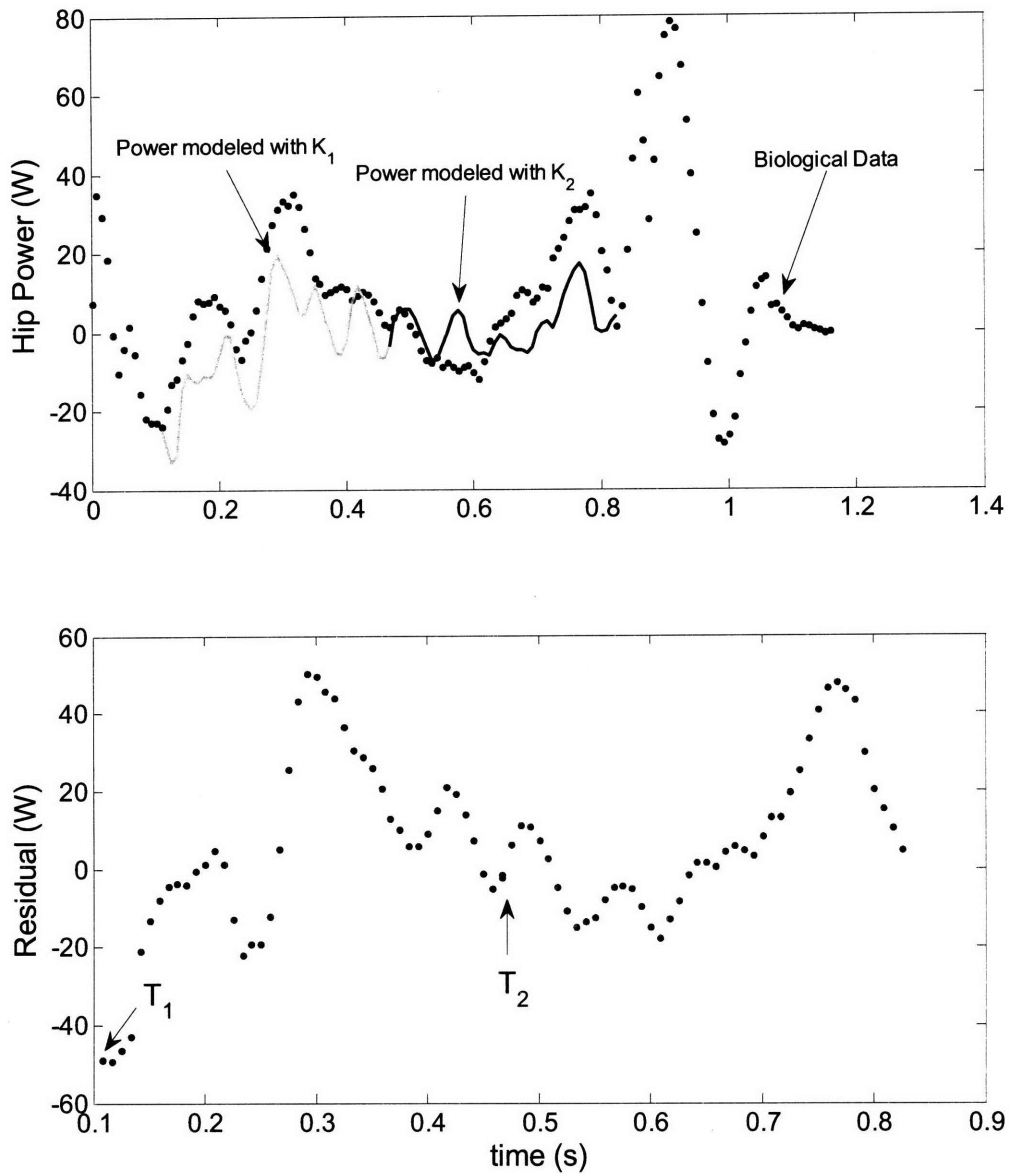 80
60
40
20
0
-20
-40
Hip Power (W)
Power modeled with K1
Power modeled with K2
Biological Data
0 0.2 0.4 0.6 0.8 1 1.2 1.4
60
40
20
0
-20
-40
-60
Residual (W)
T1
T2
0.1 0.2 0.3 0.4 0.5 0.6 0.7 0.8 0.9
time (s)